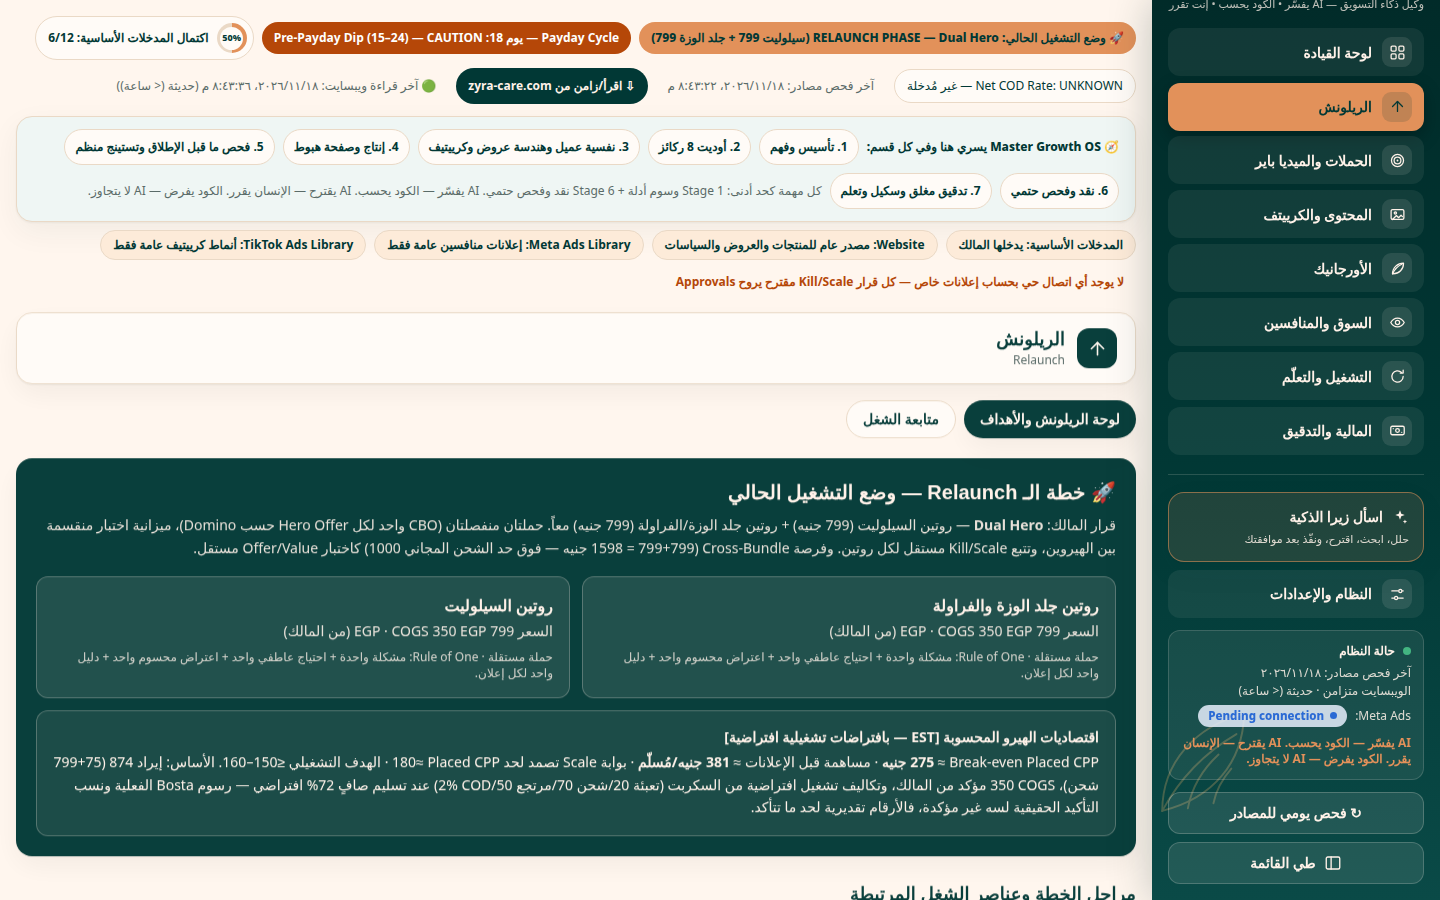 وكيل ذكاء التسويق — AI يفسّر • الكود يحسب • إنت تقرر
لوحة القيادة
الريلونش
الحملات والميديا باير
المحتوى والكرييتف
الأورجانيك
السوق والمنافسين
التشغيل والتعلّم
المالية والتدقيق
اسأل زيرا الذكية
حلل، ابحث، اقترح، ونفّذ بعد موافقتك
النظام والإعدادات
حالة النظام
آخر فحص مصادر: ٢٠٢٦/١١/١٨
الويبسايت متزامن · حديثة (< ساعة)
Meta Ads: Pending connection
AI يفسّر — الكود يحسب. AI يقترح — الإنسان
يقرر. الكود يفرض — AI لا يتجاوز.
↻ فحص يومي للمصادر
طي القائمة
🚀 وضع التشغيل الحالي: RELAUNCH PHASE — Dual Hero (سيلوليت 799 + جلد الوزة 799)
Payday Cycle — يوم 18: Pre-Payday Dip (15–24) — CAUTION
50% اكتمال المدخلات الأساسية: 6/12
Net COD Rate: UNKNOWN — غير مُدخلة
آخر فحص مصادر: ٢٠٢٦/١١/١٨، ٨:٤٣:٢٢ م
⇩ اقرأ/زامن من zyra-care.com
🟢 آخر قراءة ويبسايت: ٢٠٢٦/١١/١٨، ٨:٤٣:٣٦ م (حديثة (< ساعة))
🧭 Master Growth OS يسري هنا وفي كل قسم:
1. تأسيس وفهم
2. أوديت 8 ركائز
3. نفسية عميل وهندسة عروض وكرييتيف
4. إنتاج وصفحة هبوط
5. فحص ما قبل الإطلاق وتستينج منظم
6. نقد وفحص حتمي
7. تدقيق مغلق وسكيل وتعلم
كل مهمة كحد أدنى: Stage 1 وسوم أدلة + Stage 6 نقد وفحص حتمي. AI يفسّر — الكود يحسب. AI يقترح — الإنسان يقرر. الكود يفرض — AI لا يتجاوز.
المدخلات الأساسية: يدخلها المالك
Website: مصدر عام للمنتجات والعروض والسياسات
Meta Ads Library: إعلانات منافسين عامة فقط
TikTok Ads Library: أنماط كرييتيف عامة فقط
لا يوجد أي اتصال حي بحساب إعلانات خاص — كل قرار Kill/Scale مقترح يروح Approvals
الريلونش
Relaunch
لوحة الريلونش والأهداف
متابعة الشغل
🚀 خطة الـ Relaunch — وضع التشغيل الحالي
قرار المالك: Dual Hero — روتين السيلوليت (799 جنيه) + روتين جلد الوزة/الفراولة (799 جنيه) معاً. حملتان منفصلتان (CBO واحد لكل Hero Offer حسب Domino)، ميزانية اختبار منقسمة
بين الهيروين، وتتبع Kill/Scale مستقل لكل روتين. وفرصة Cross-Bundle (799+799 = 1598 جنيه — فوق حد الشحن المجاني 1000) كاختبار Offer/Value مستقل.
روتين جلد الوزة والفراولة
السعر 799 EGP · COGS 350 EGP (من المالك)
حملة مستقلة · Rule of One: مشكلة واحدة + احتياج عاطفي واحد + اعتراض محسوم واحد + دليل
واحد لكل إعلان.
روتين السيلوليت
السعر 799 EGP · COGS 350 EGP (من المالك)
حملة مستقلة · Rule of One: مشكلة واحدة + احتياج عاطفي واحد + اعتراض محسوم واحد + دليل
واحد لكل إعلان.
اقتصاديات الهيرو المحسوبة [EST — بافتراضات تشغيلية افتراضية]
Break-even Placed CPP ≈ 275 جنيه · مساهمة قبل الإعلانات ≈ 381 جنيه/مُسلّم · بوابة Scale تصمد لحد Placed CPP ≈180 · الهدف التشغيلي ≤150–160. الأساس: إيراد 874 (799+75
شحن)، COGS 350 مؤكد من المالك، وتكاليف تشغيل افتراضية من السكربت (تعبئة 20/شحن 70/مرتجع 50/COD 2%) عند تسليم صافي 72% افتراضي — رسوم Bosta الفعلية ونسب
التأكيد الحقيقية لسه غير مؤكدة، فالأرقام تقديرية لحد ما تتأكد.
مراحل الخطة وعناصر الشغل المرتبطة